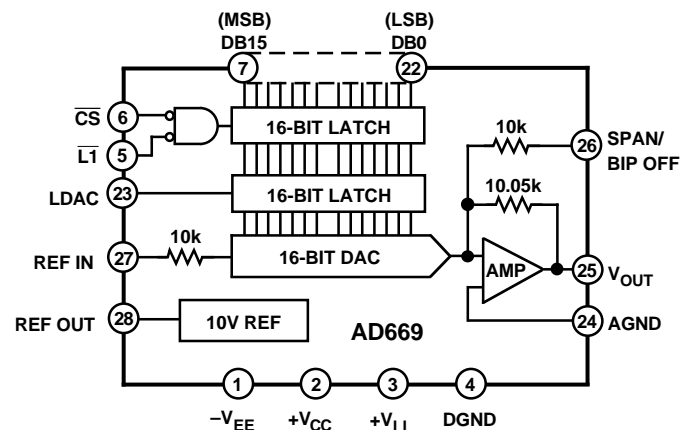 (MSB)
DB15
(LSB)
DB0
7
22
CS
6
16-BIT LATCH
10k
26
SPAN/
BIP OFF
L1
5
LDAC
23
16-BIT LATCH
10.05k
REF IN
27
10k
16-BIT DAC
AMP
25
VOUT
REF OUT
28
10V REF
AD669
24
AGND
1
2
3
4
–VEE
+VCC
+VLL
DGND